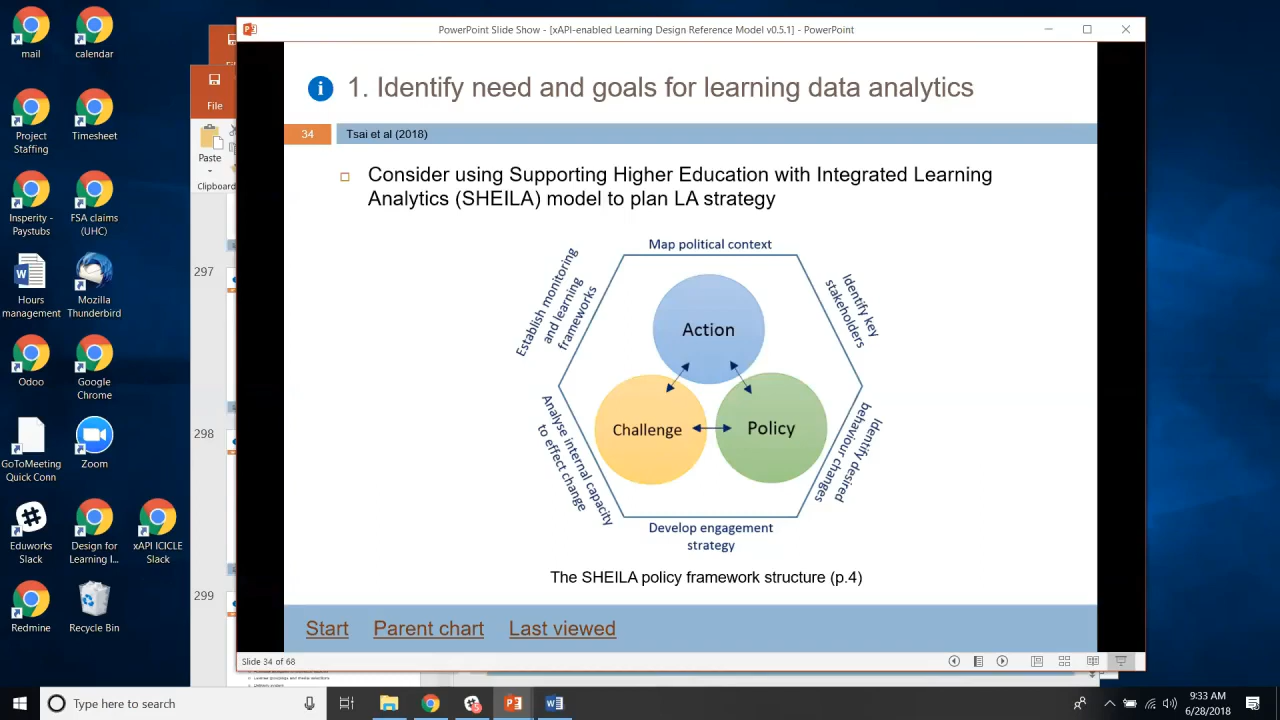 mail
calendar
Project
Staffing
Timesheet
Insperity -
Paystubs
FSA claims
(UHC)
Hours
management
Mozilla
Thunderbird
Odoo
Google
Chrome
GoToMeeting
Quick Conn
Zoom
Eduworks
Slack
Design for
Learning I...
xAPI ICICLE
Slack
Redmine
Recycle Bin
File
Paste
Clipboard
297
298
299
PowerPoint Slide Show - [xAPI-enabled Learning Design Reference Model v0.5.1] - PowerPoint
i
1. Identify need and goals for learning data analytics
34
Tsai et al (2018)
Consider using Supporting Higher Education with Integrated Learning
Analytics (SHEILA) model to plan LA strategy
Map political context
Identify key
stakeholders
Identify desired
behaviour changes
Develop engagement
strategy
Analyse internal capacity
to effect change
Establish monitoring
and learning
frameworks
Action
Challenge
Policy
The SHEILA policy framework structure (p.4)
Start
Parent chart
Last viewed
Slide 34 of 68
Type here to search
9:33 AM
6/28/2018